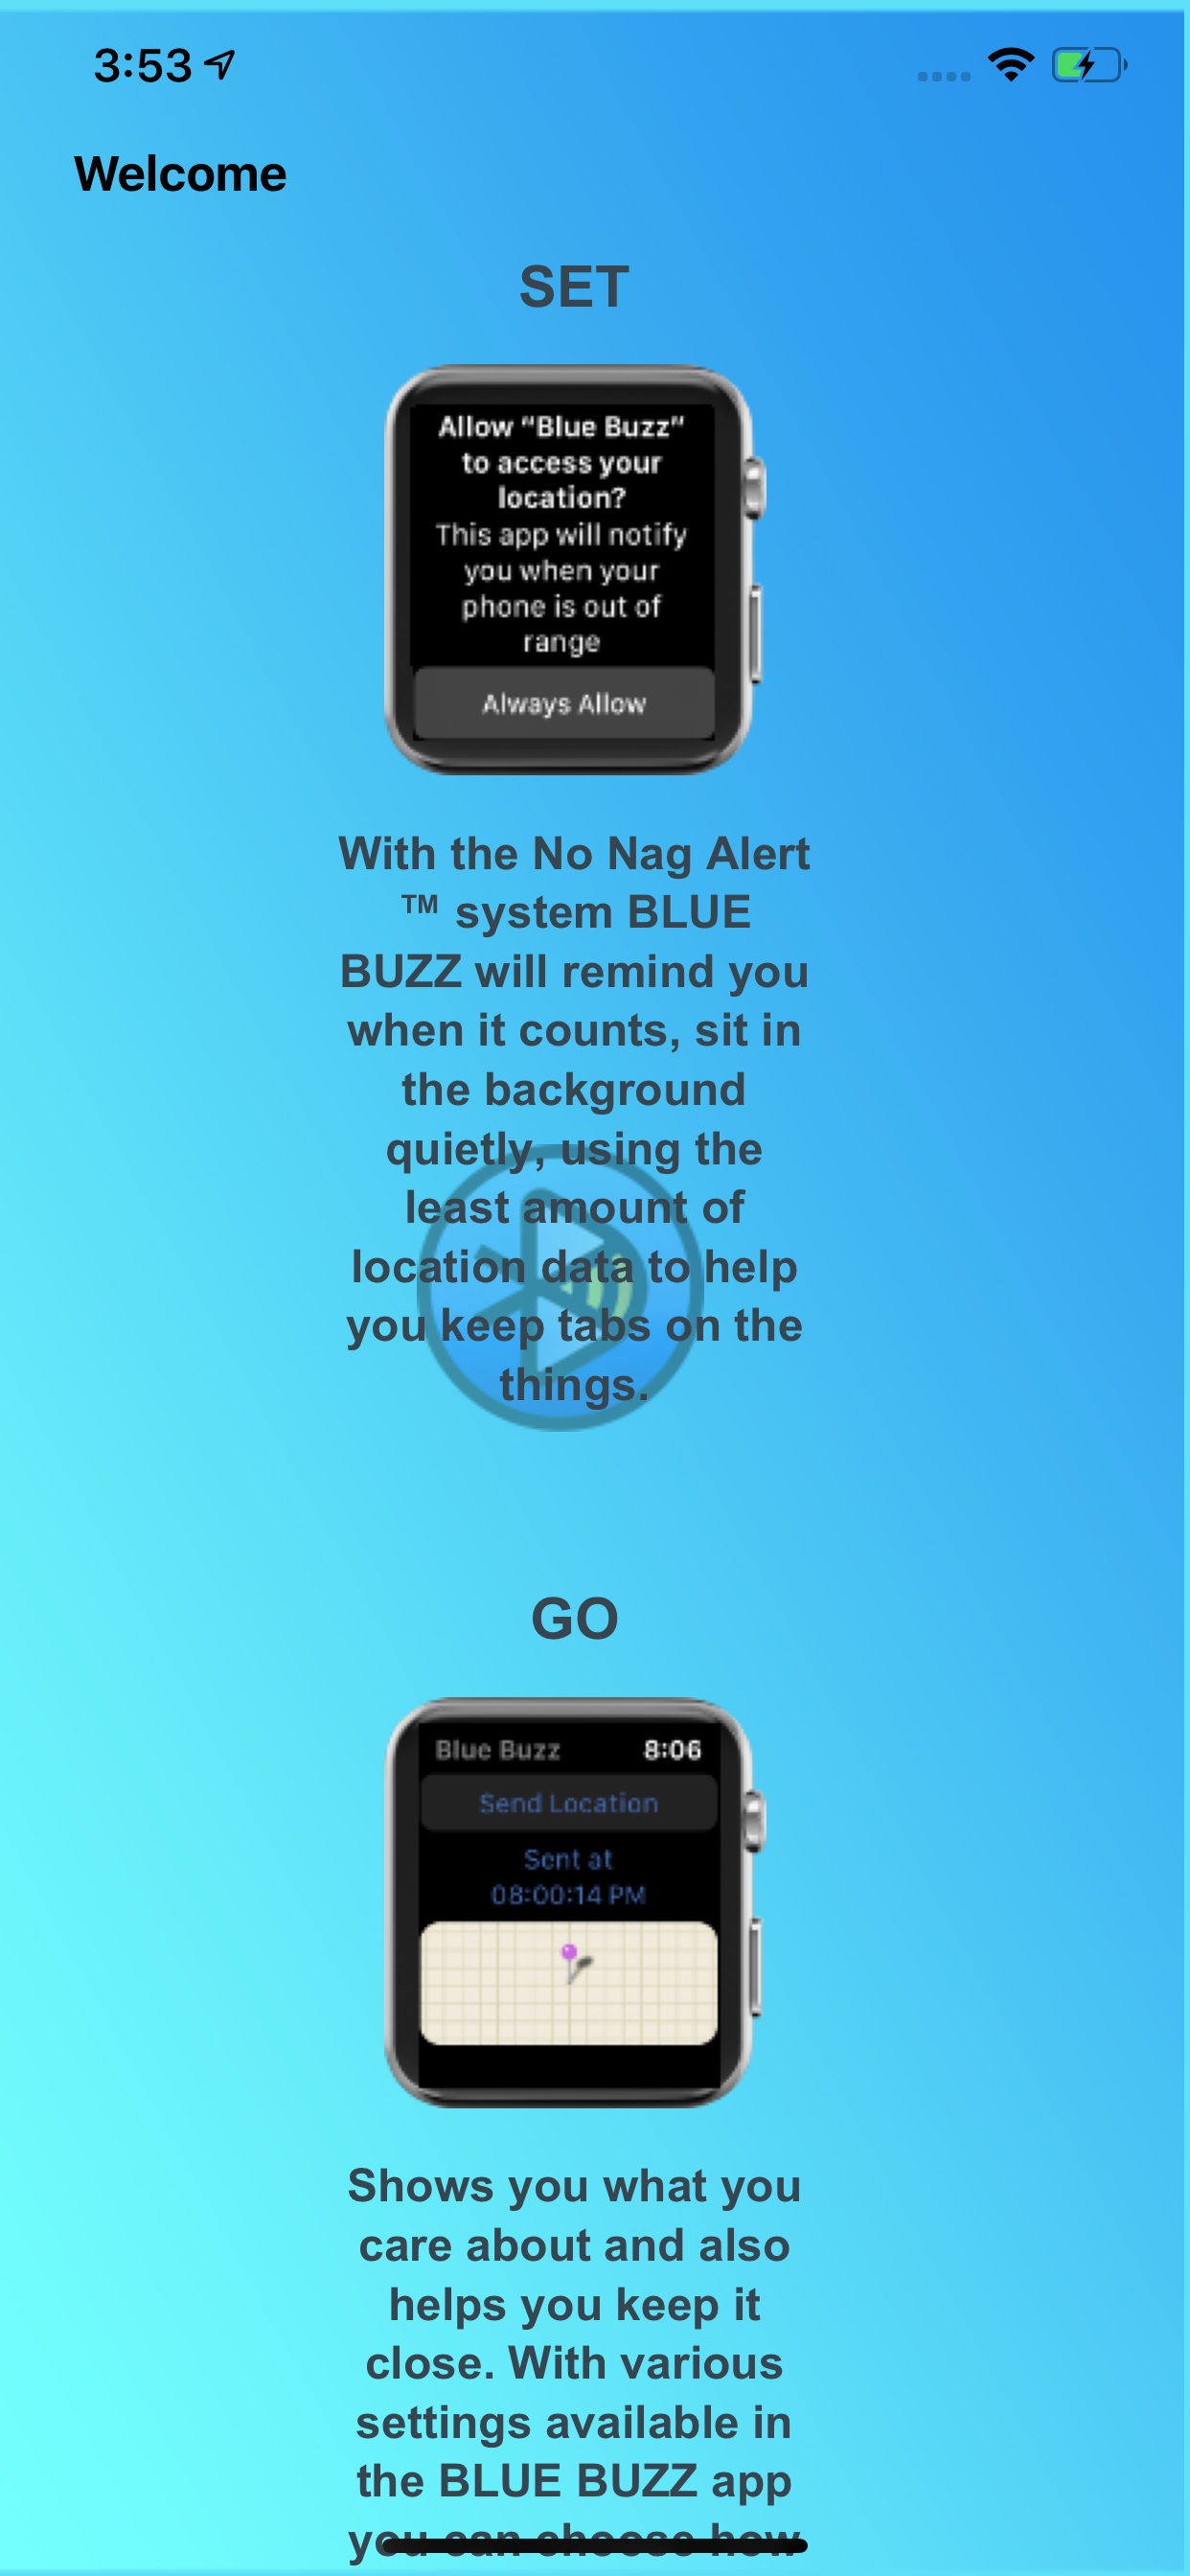 3:53
Welcome
SET
Allow “Blue Buzz”
to access your
location?
This app will notify
you when your
phone is out of
range
Always Allow
With the No Nag Alert
™ system BLUE
BUZZ will remind you
when it counts, sit in
the background
quietly, using the
least amount of
location data to help
you keep tabs on the
things.
GO
Blue Buzz 8:06
Send Location
Sent at
08:00:14 PM
Shows you what you
care about and also
helps you keep it
close. With various
settings available in
the BLUE BUZZ app
you can choose how